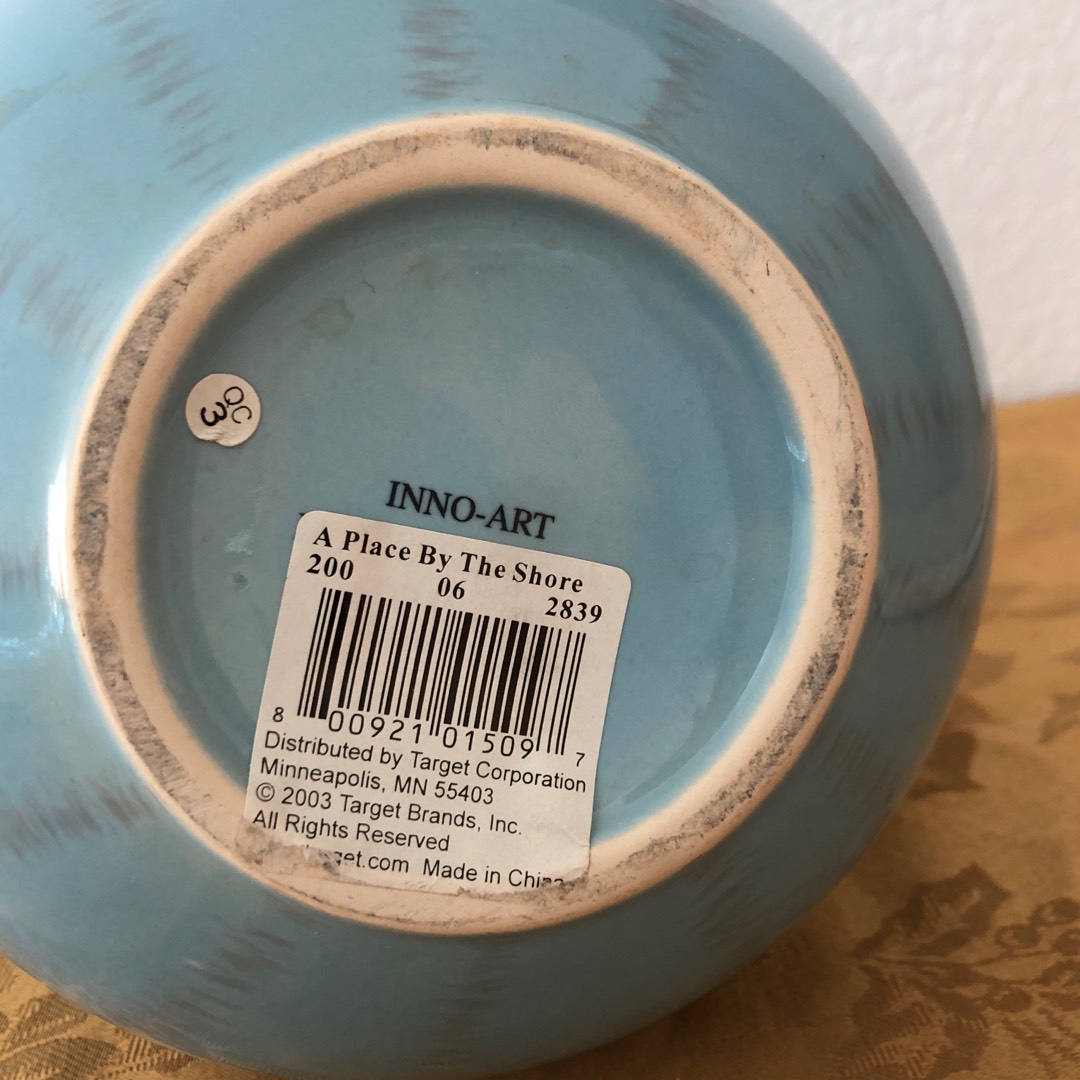 QC
3
INNO-ART
A Place By The Shore
200 06 2839
8 00921 01509 7
Distributed by Target Corporation
Minneapolis, MN 55403
© 2003 Target Brands, Inc.
All Rights Reserved
Made in China